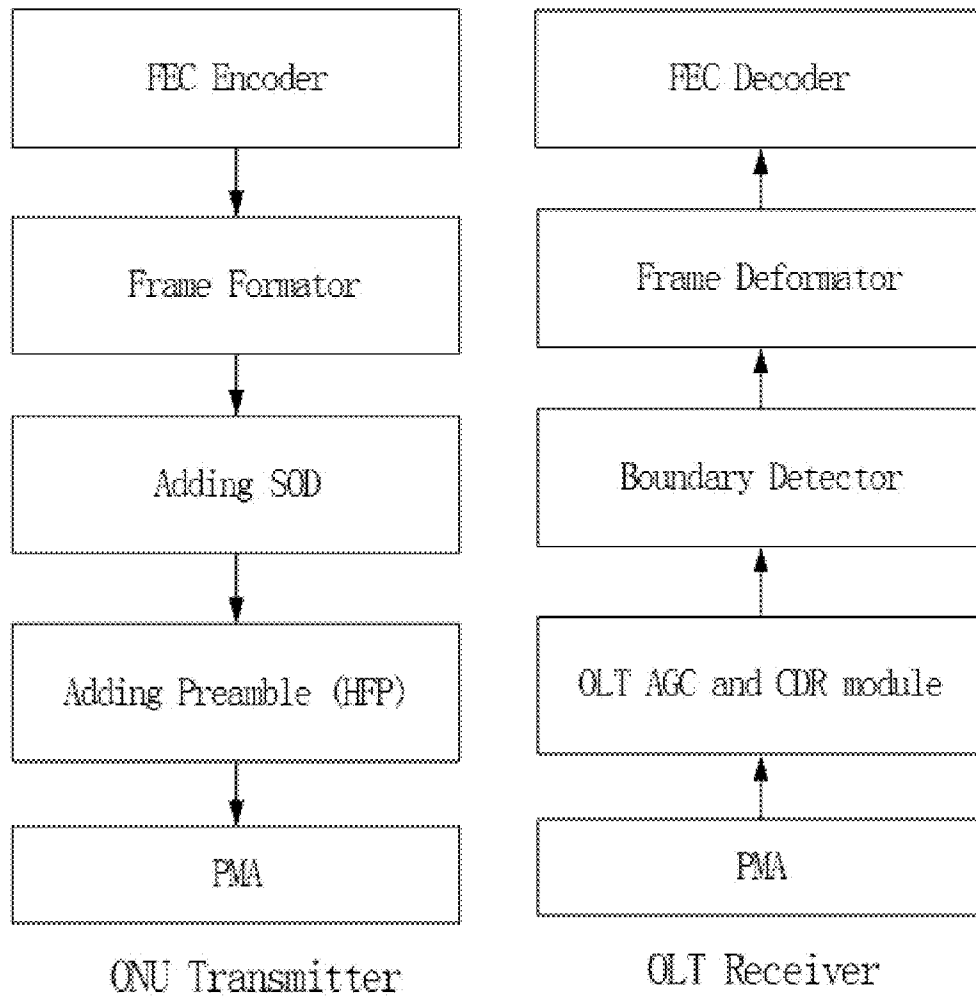 FEC Encoder
Frame Formator
Adding SOD
Adding Preamble (HFP)
PMA
ONU Transmitter
FEC Decoder
Frame Deformator
Boundary Detector
OLT AGC and CDR module
PMA
OLT Receiver